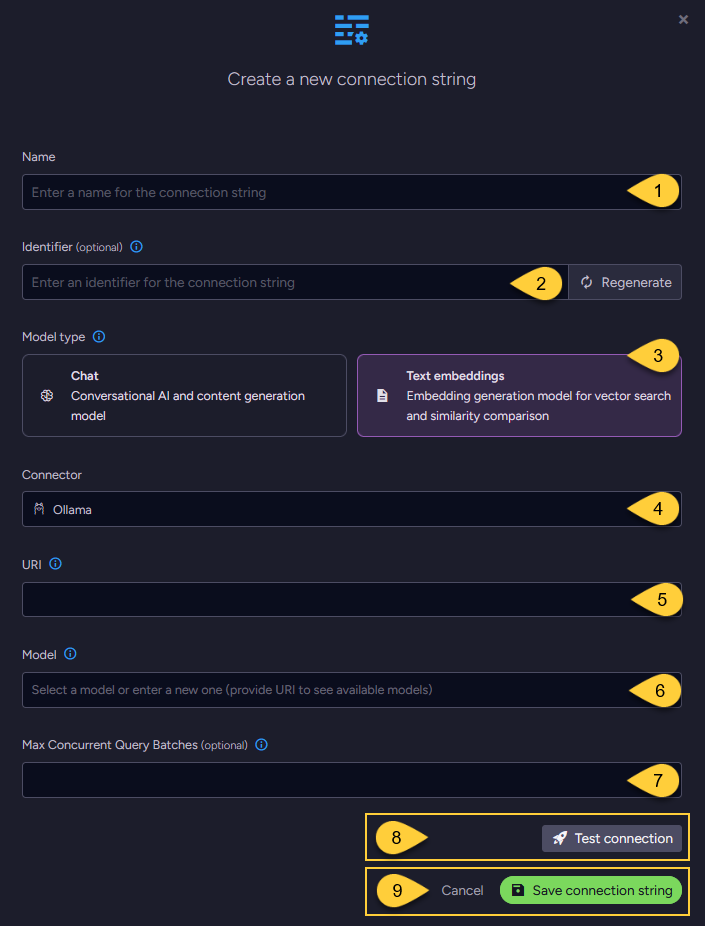 Create a new connection string
Name
Enter a name for the connection string
1
Identifier (optional)
Enter an identifier for the connection string
2
Regenerate
Model type
3
Chat
Conversational AI and content generation
model
Text embeddings
Embedding generation model for vector search
and similarity comparison
Connector
Ollama
4
URI
5
Model
Select a model or enter a new one (provide URI to see available models)
6
Max Concurrent Query Batches (optional)
7
8
Test connection
9
Cancel
Save connection string